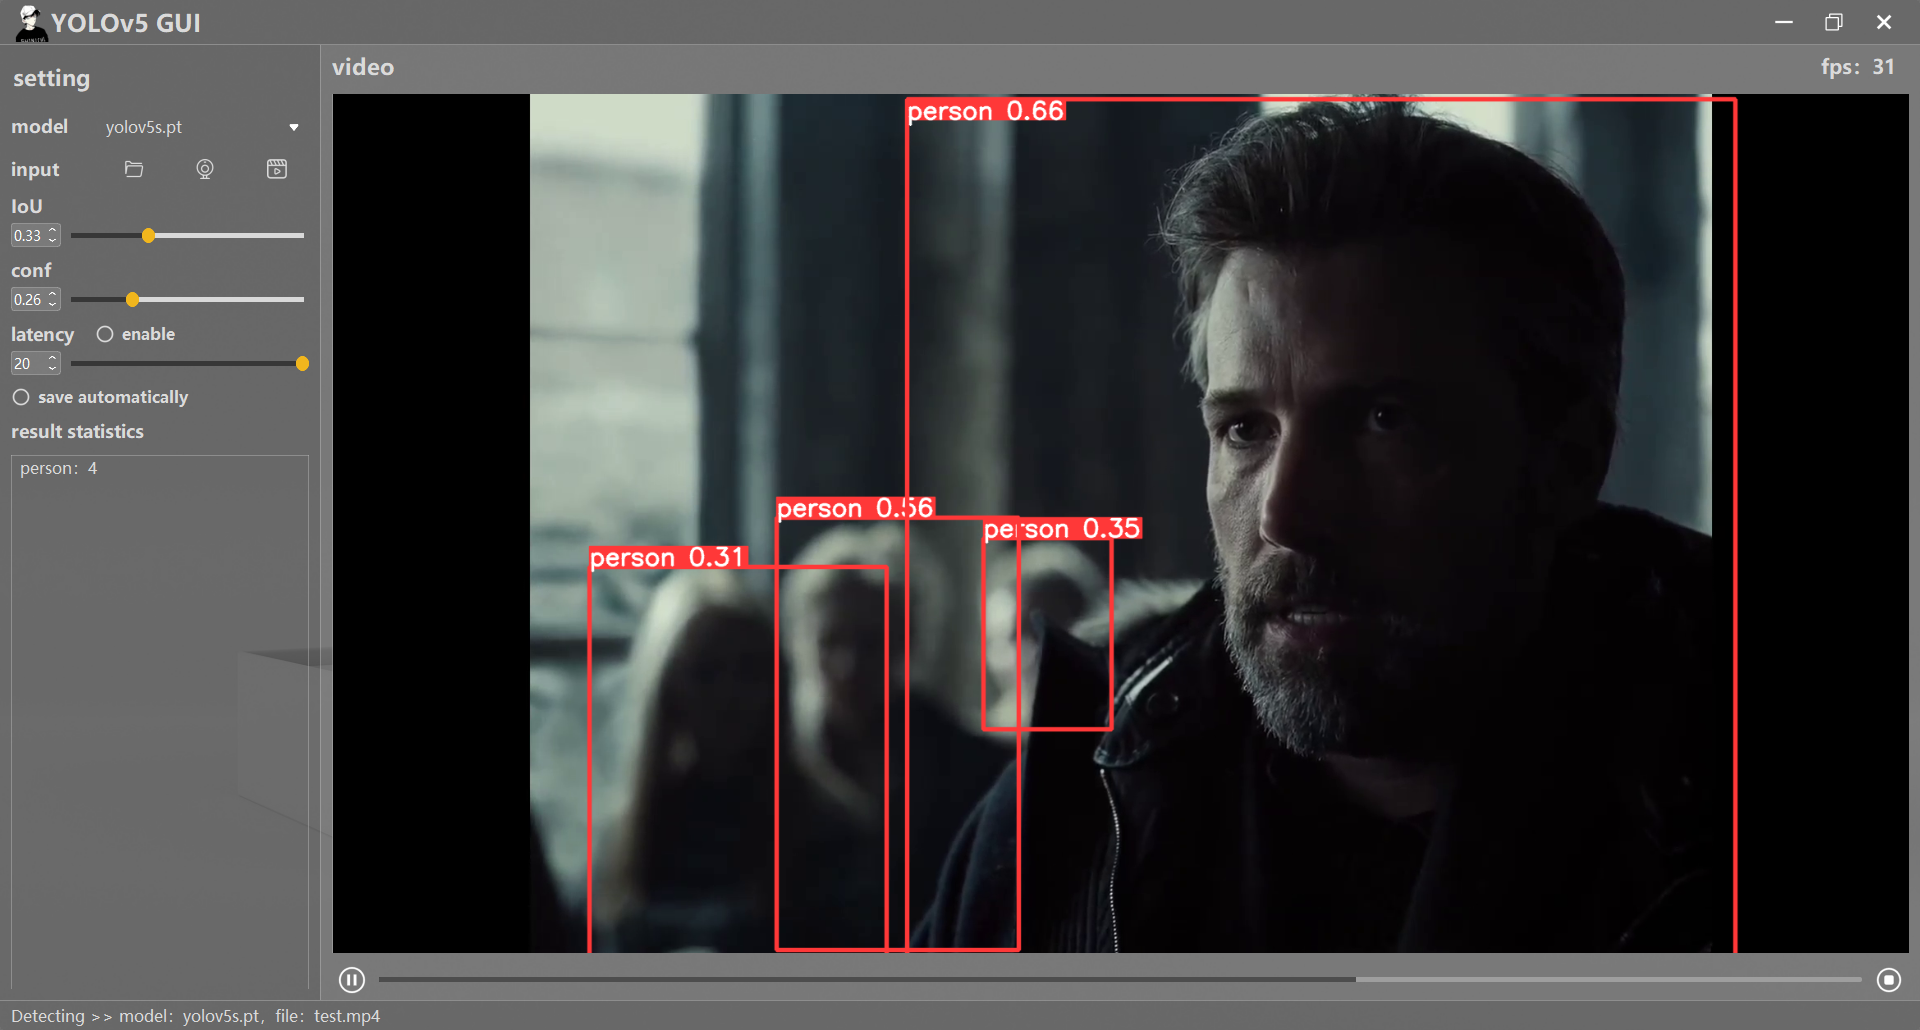 YOLOv5 GUI
setting
model yolov5s.pt
input
IoU
0.33
conf
0.26
latency enable
20
save automatically
result statistics
person: 4
video
fps: 31
person 0.66
person 0.56
person 0.35
person 0.31
Detecting >> model: yolov5s.pt, file: test.mp4